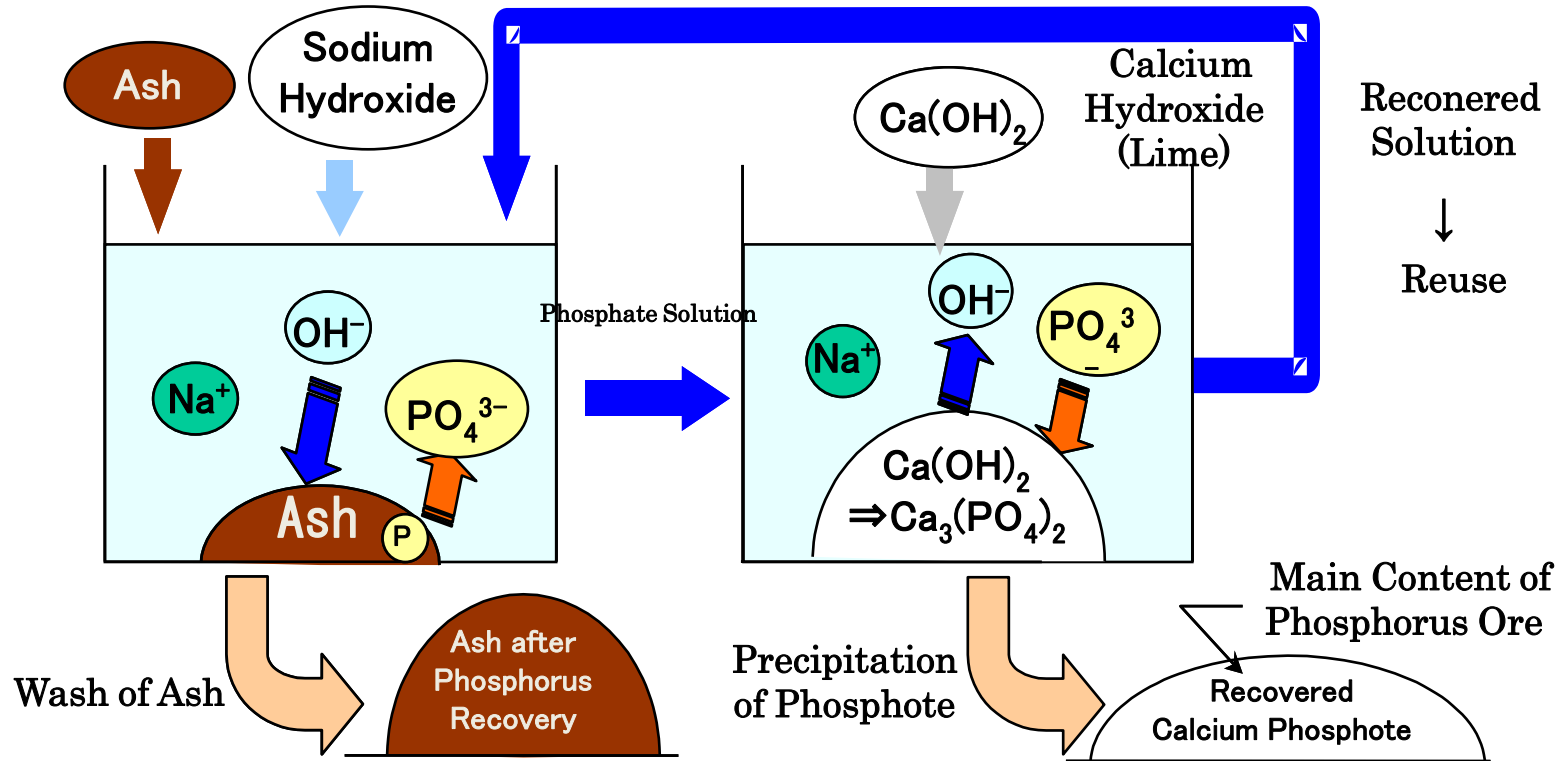 Ash
Sodium
Hydroxide
Ca(OH)₂
Calcium
Hydroxide
(Lime)
Reconered
Solution
↓
Reuse
OH⁻
Na⁺
PO₄³⁻
Ash
P
Phosphate Solution
OH⁻
Na⁺
PO₄³
⁻
Ca(OH)₂
⇒Ca₃(PO₄)₂
Wash of Ash
Ash after
Phosphorus
Recovery
Precipitation
of Phosphote
Main Content of
Phosphorus Ore
Recovered
Calcium Phosphote